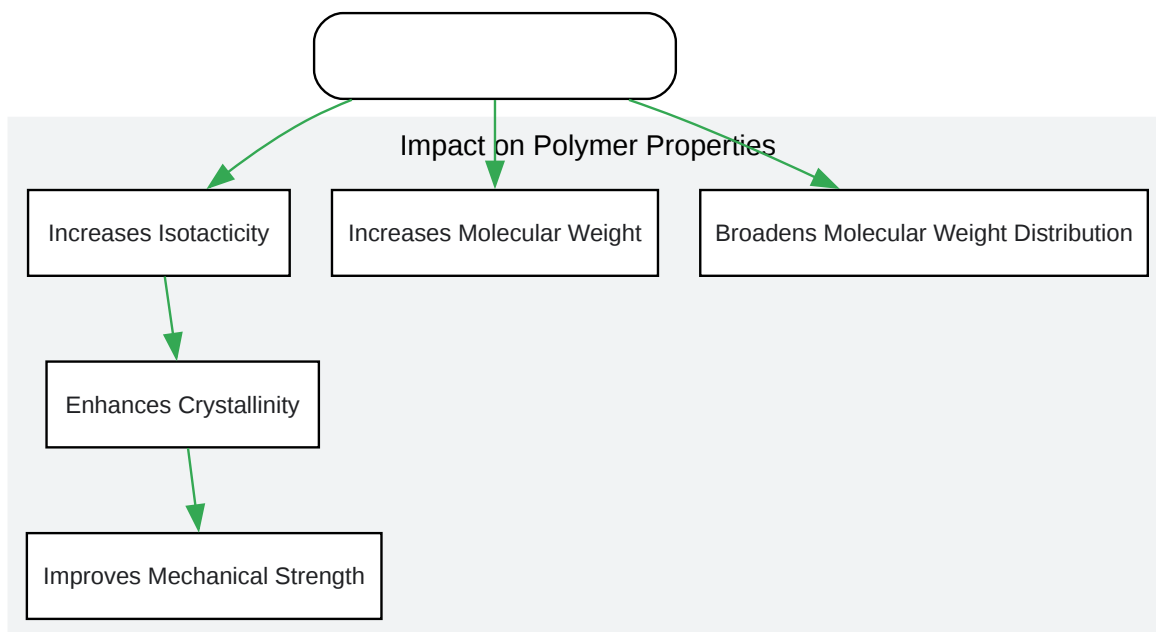 Impact on Polymer Properties
Increases Isotacticity
Increases Molecular Weight
Broadens Molecular Weight Distribution
Enhances Crystallinity
Improves Mechanical Strength